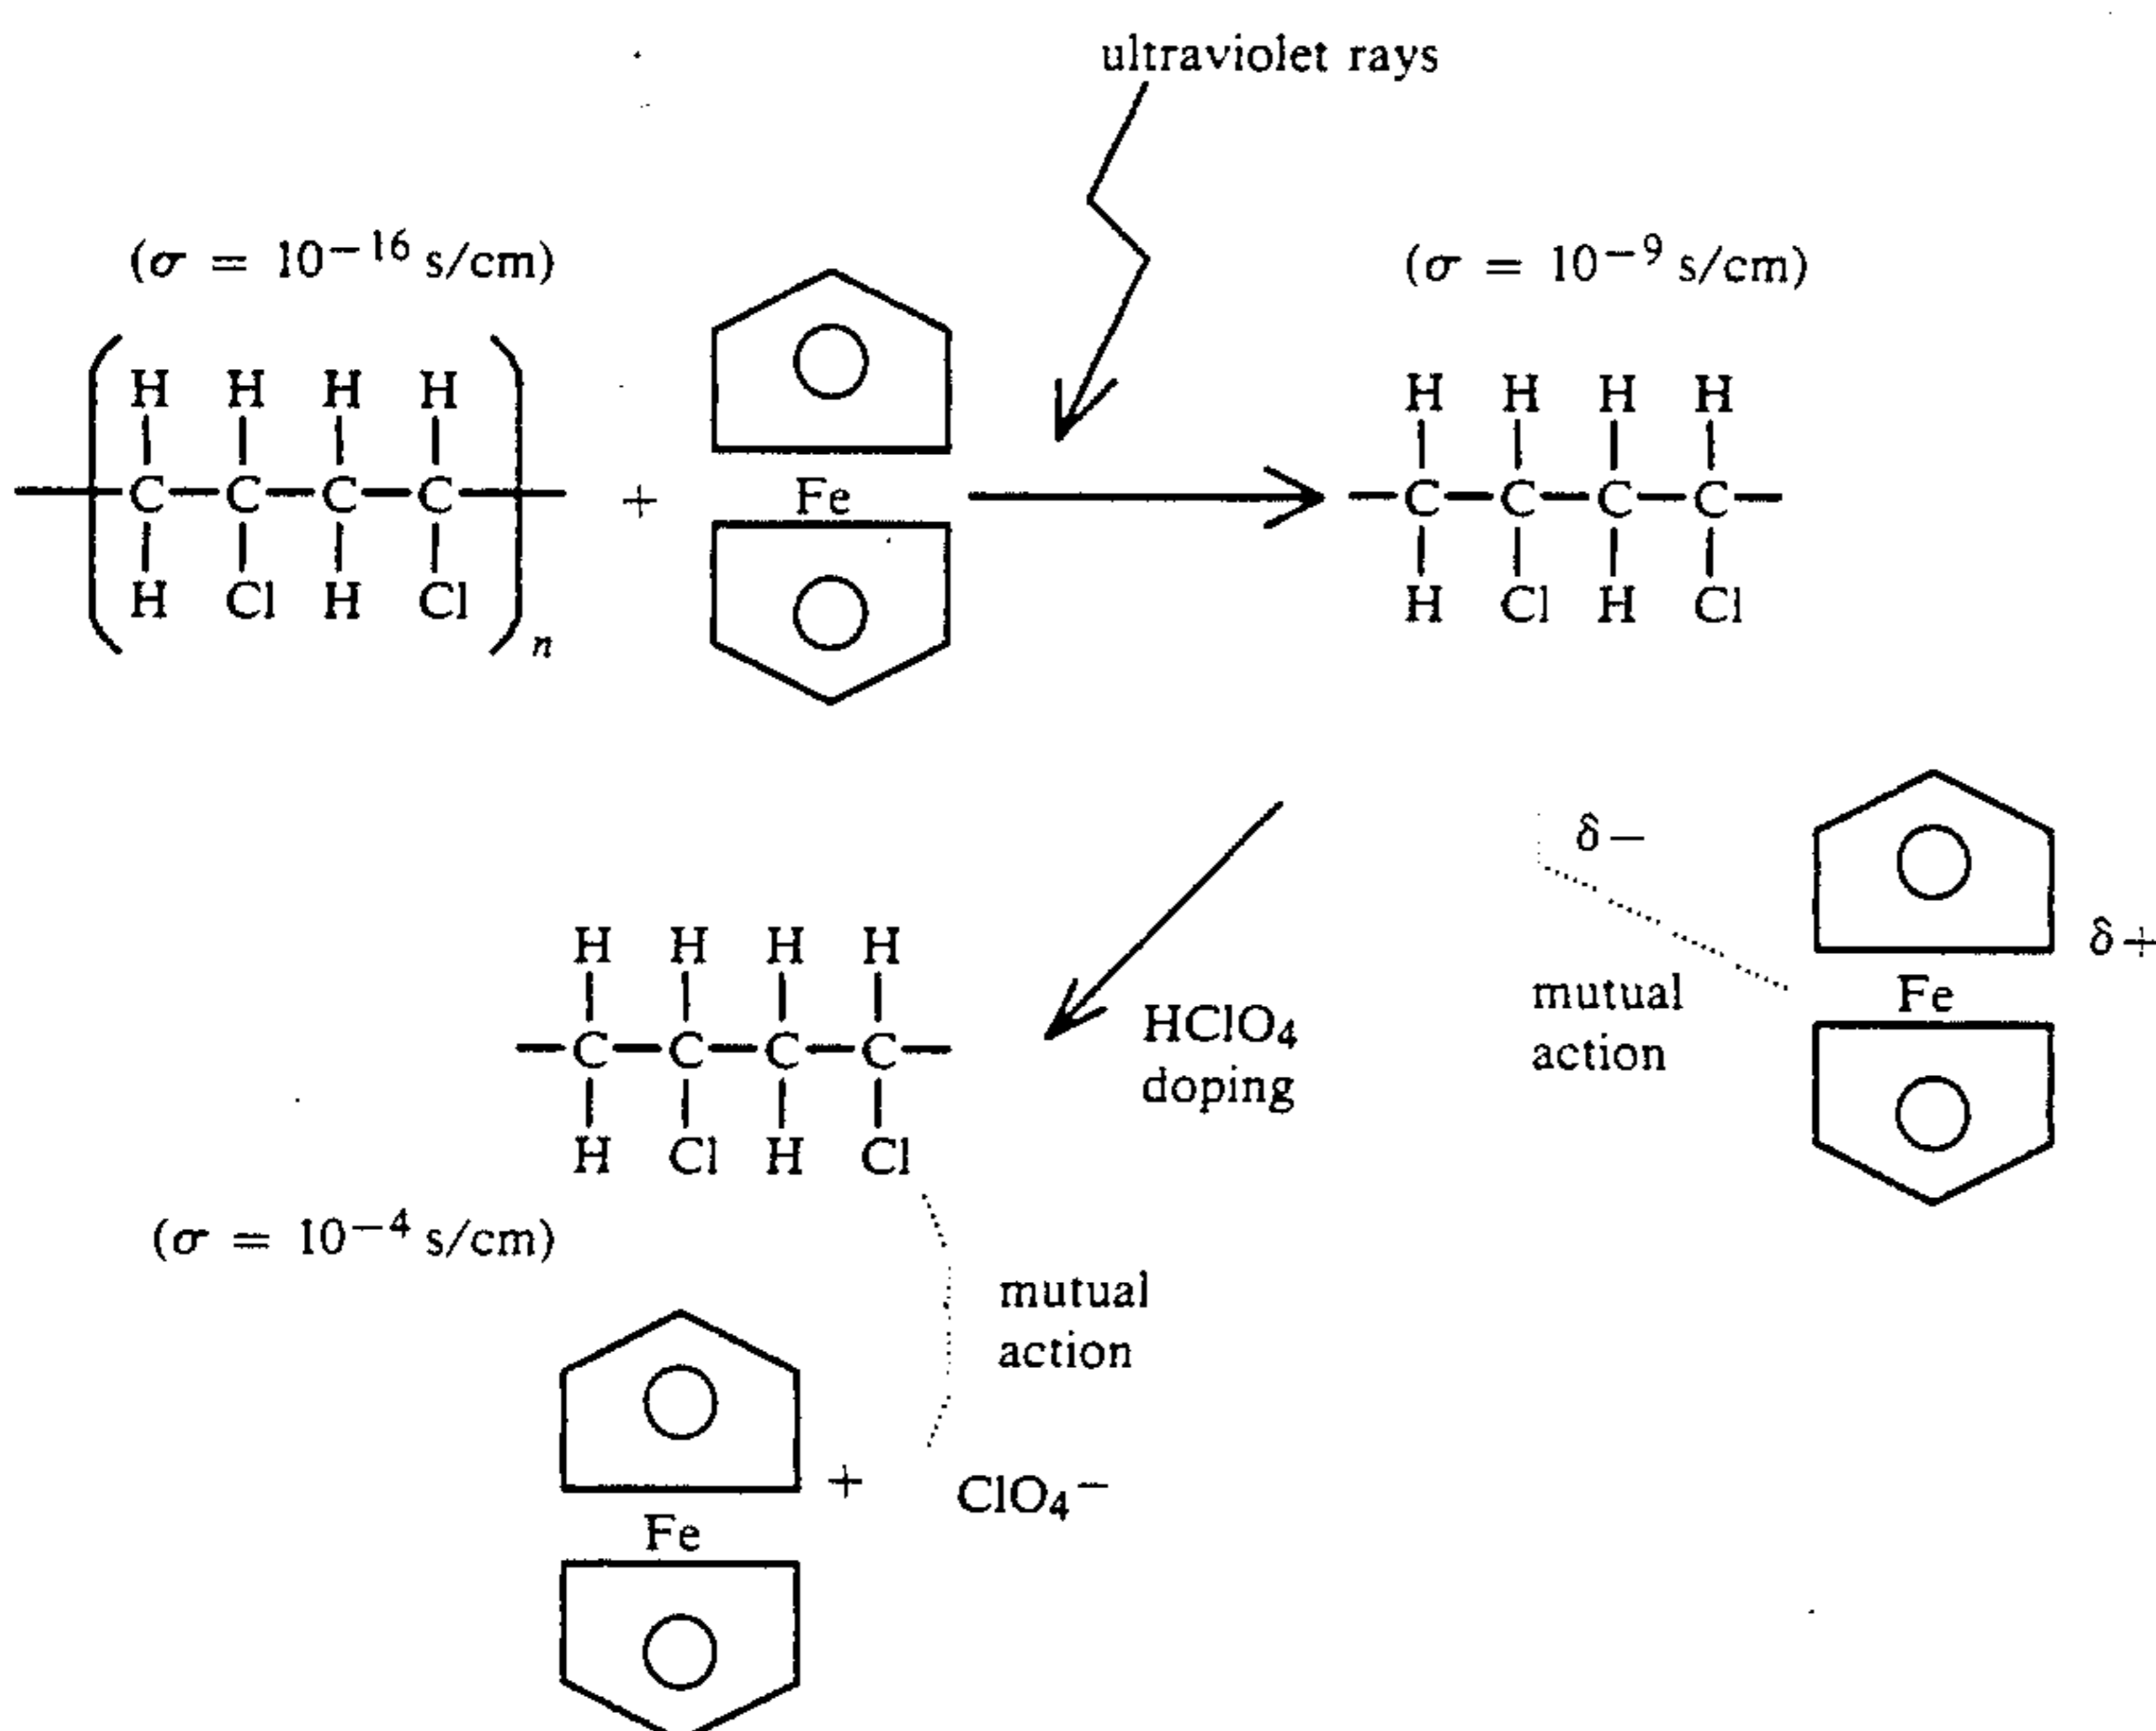 ultraviolet rays
(σ = 10⁻¹⁶ s/cm)
(σ = 10⁻⁹ s/cm)
H H H H
—C—C—C—C—
H Cl H Cl
n
+
Fe
H H H H
—C—C—C—C—
H Cl H Cl
δ−
δ+
Fe
mutual
action
HClO₄
doping
H H H H
—C—C—C—C—
H Cl H Cl
(σ = 10⁻⁴ s/cm)
mutual
action
+
ClO₄⁻
Fe